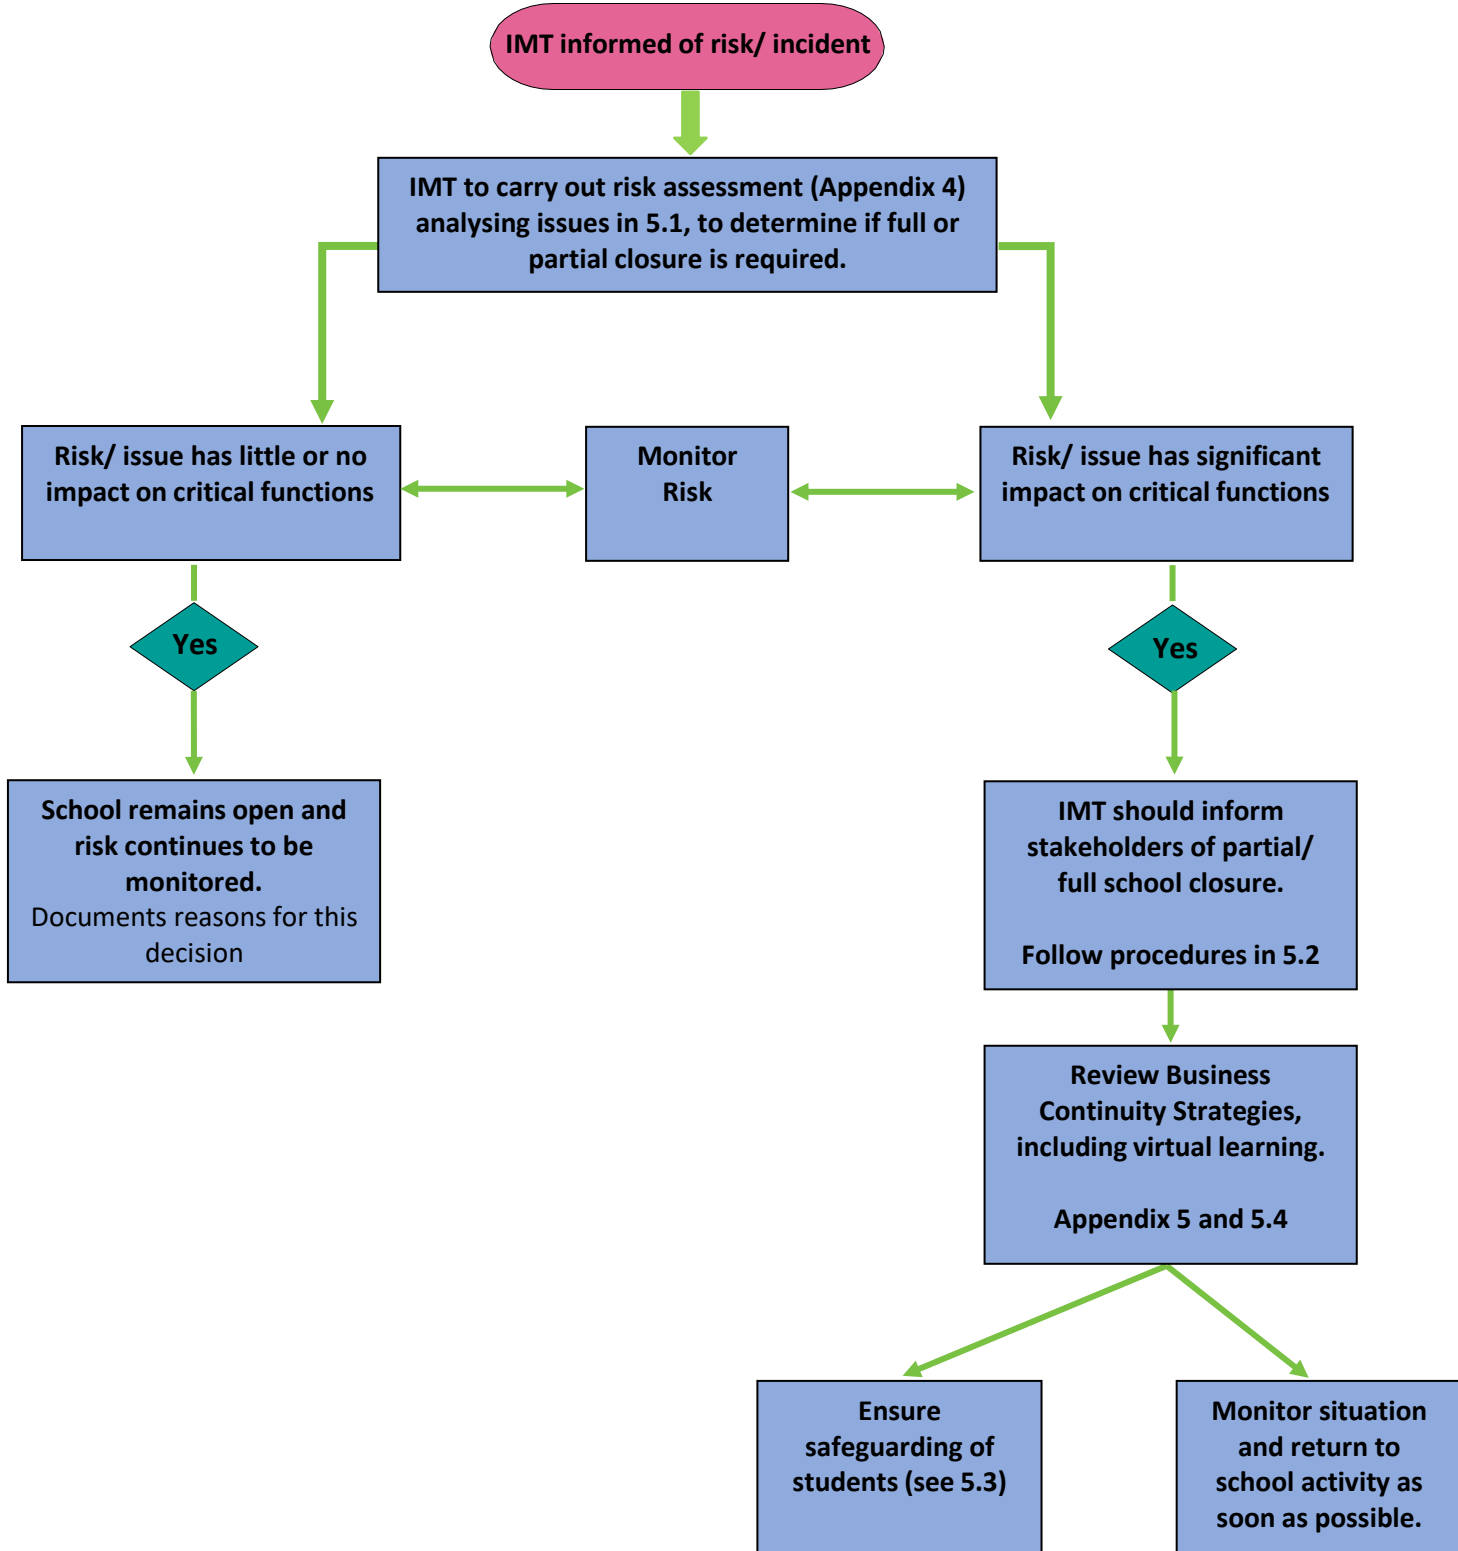 IMT informed of risk/ incident
IMT to carry out risk assessment (Appendix 4)
analysing issues in 5.1, to determine if full or
partial closure is required.
Risk/ issue has little or no
impact on critical functions
Monitor
Risk
Risk/ issue has significant
impact on critical functions
Yes
Yes
School remains open and
risk continues to be
monitored.
Documents reasons for this
decision
IMT should inform
stakeholders of partial/
full school closure.
Follow procedures in 5.2
Review Business
Continuity Strategies,
including virtual learning.
Appendix 5 and 5.4
Ensure
safeguarding of
students (see 5.3)
Monitor situation
and return to
school activity as
soon as possible.